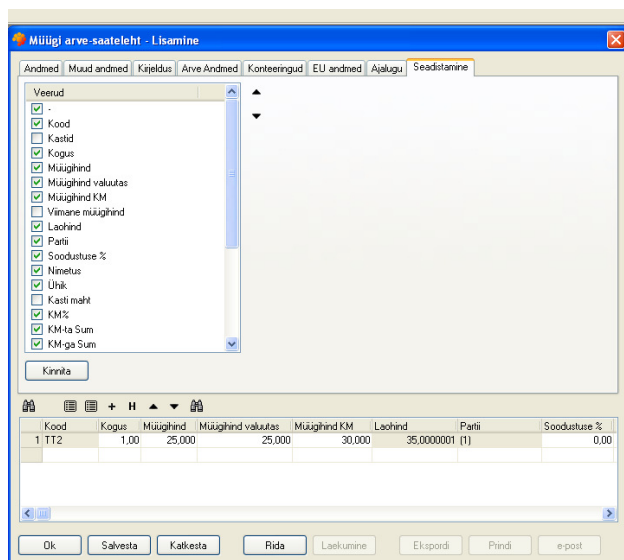 Müügi arve-saateleht - Lisamine
Andmed Muud andmed Kirjeldus Arve Andmed Konteeringud EU andmed Ajalugu Seadistamine
Veerud
-
Kood
Kastid
Kogus
Müügihind
Müügihind valuutas
Müügihind KM
Viimane müügihind
Laohind
Partii
Soodustuse %
Nimetus
Ühik
Kasti maht
KM%
KM-ta Sum
KM-ga Sum
Kinnita
+ H
Kood Kogus Müügihind Müügihind valuutas Müügihind KM Laohind Partii Soodustuse %
1 TT2 1,00 25,000 25,000 30,000 35,0000001 (1) 0,00
Ok Salvesta Katkesta Rida Laekumine Ekspordi Prindi e-post